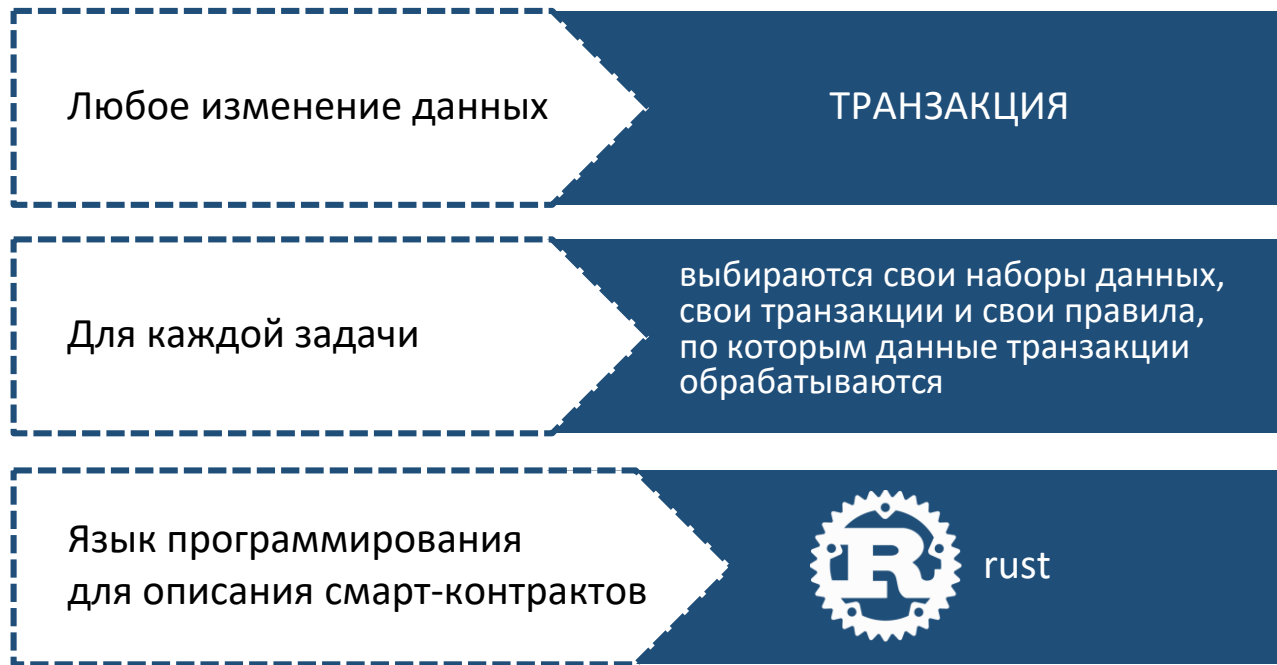 Любое изменение данных
ТРАНЗАКЦИЯ
Для каждой задачи
выбираются свои наборы данных,
свои транзакции и свои правила,
по которым данные транзакции
обрабатываются
Язык программирования
для описания смарт-контрактов
R
rust